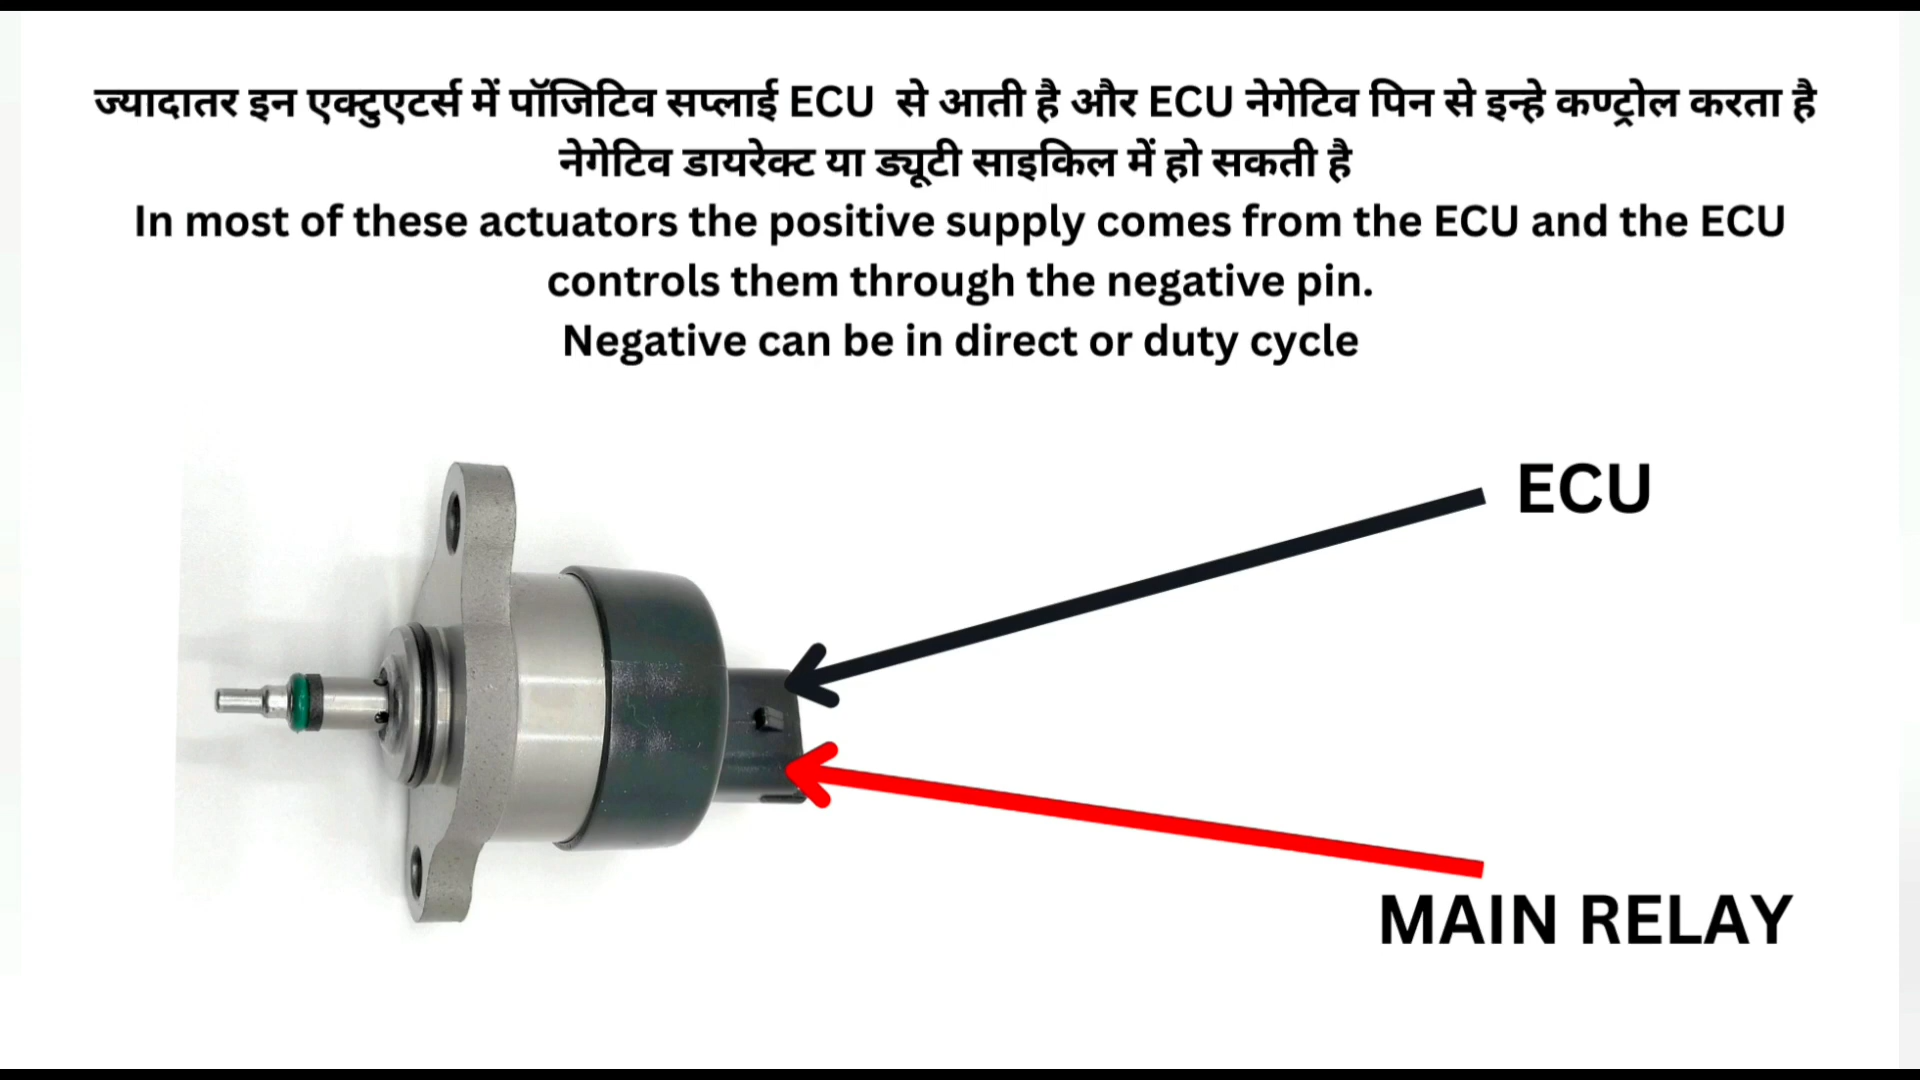 ज्यादातर इन एक्टुएटर्स में पॉजिटिव सप्लाई ECU से आती है और ECU नेगेटिव पिन से इन्हे कण्ट्रोल करता है
नेगेटिव डायरेक्ट या ड्यूटी साइकिल में हो सकती है
In most of these actuators the positive supply comes from the ECU and the ECU
controls them through the negative pin.
Negative can be in direct or duty cycle
ECU
MAIN RELAY